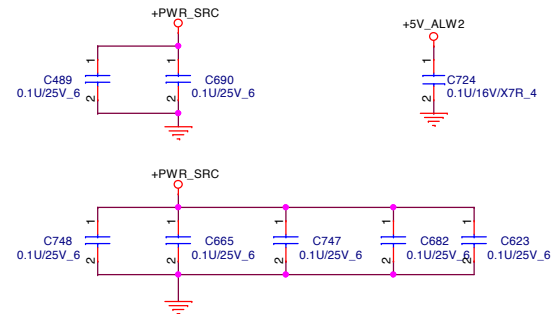 +PWR_SRC
+5V_ALW2
1
1
1
C489
C690
C724
0.1U/25V_6
0.1U/25V_6
0.1U/16V/X7R_4
2
2
2
+PWR_SRC
1
1
1
1
1
C748
C665
C747
C682
C623
0.1U/25V_6
0.1U/25V_6
0.1U/25V_6
0.1U/25V_6
0.1U/25V_6
2
2
2
2
2